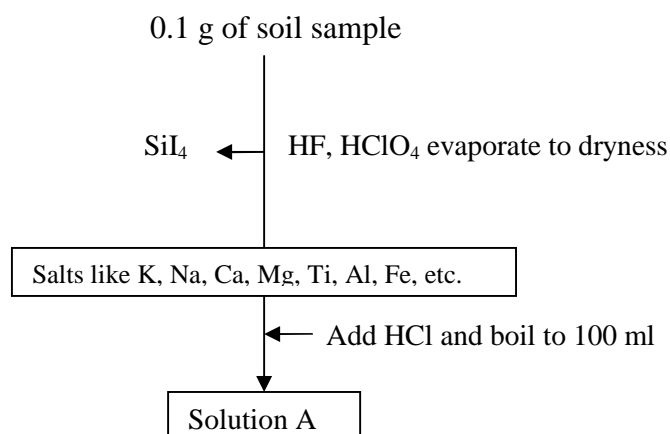 0.1 g of soil sample
SiI₄
HF, HClO₄ evaporate to dryness
Salts like K, Na, Ca, Mg, Ti, Al, Fe, etc.
Add HCl and boil to 100 ml
Solution A